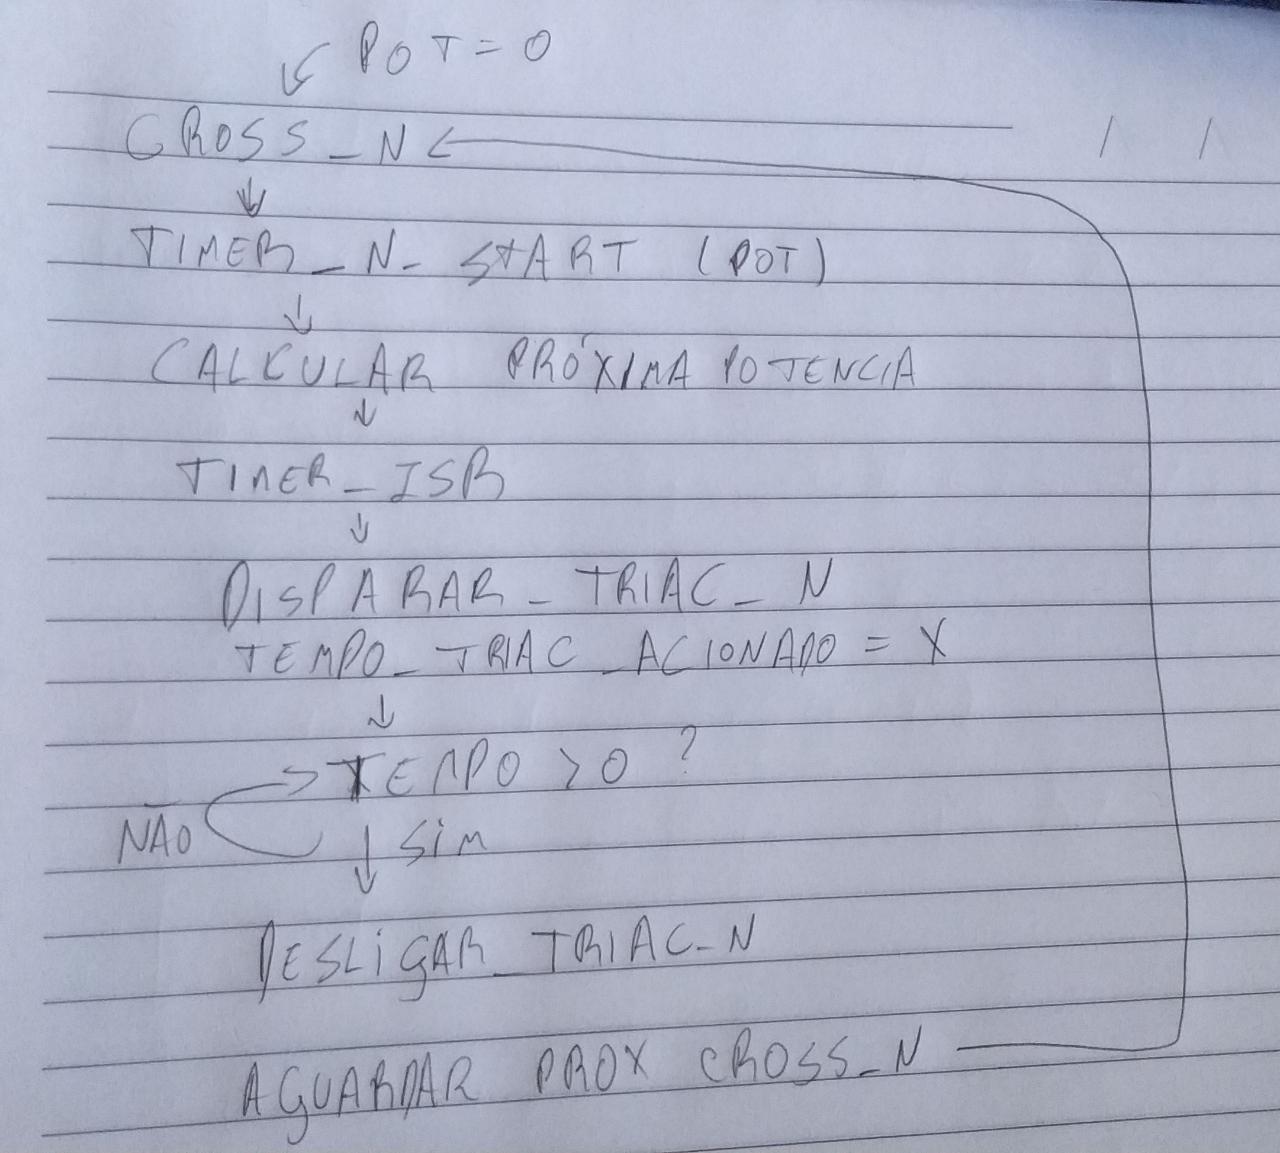 POT = 0
CROSS_N
TIMER_N_START (POT)
CALCULAR PRÓXIMA POTENCIA
TIMER_ISR
DISPARAR_TRIAC_N
TEMPO_TRIAC_ACIONADO = X
TEMPO > 0 ?
NÃO
SIM
DESLIGAR_TRIAC_N
AGUARDAR PROX CROSS_N